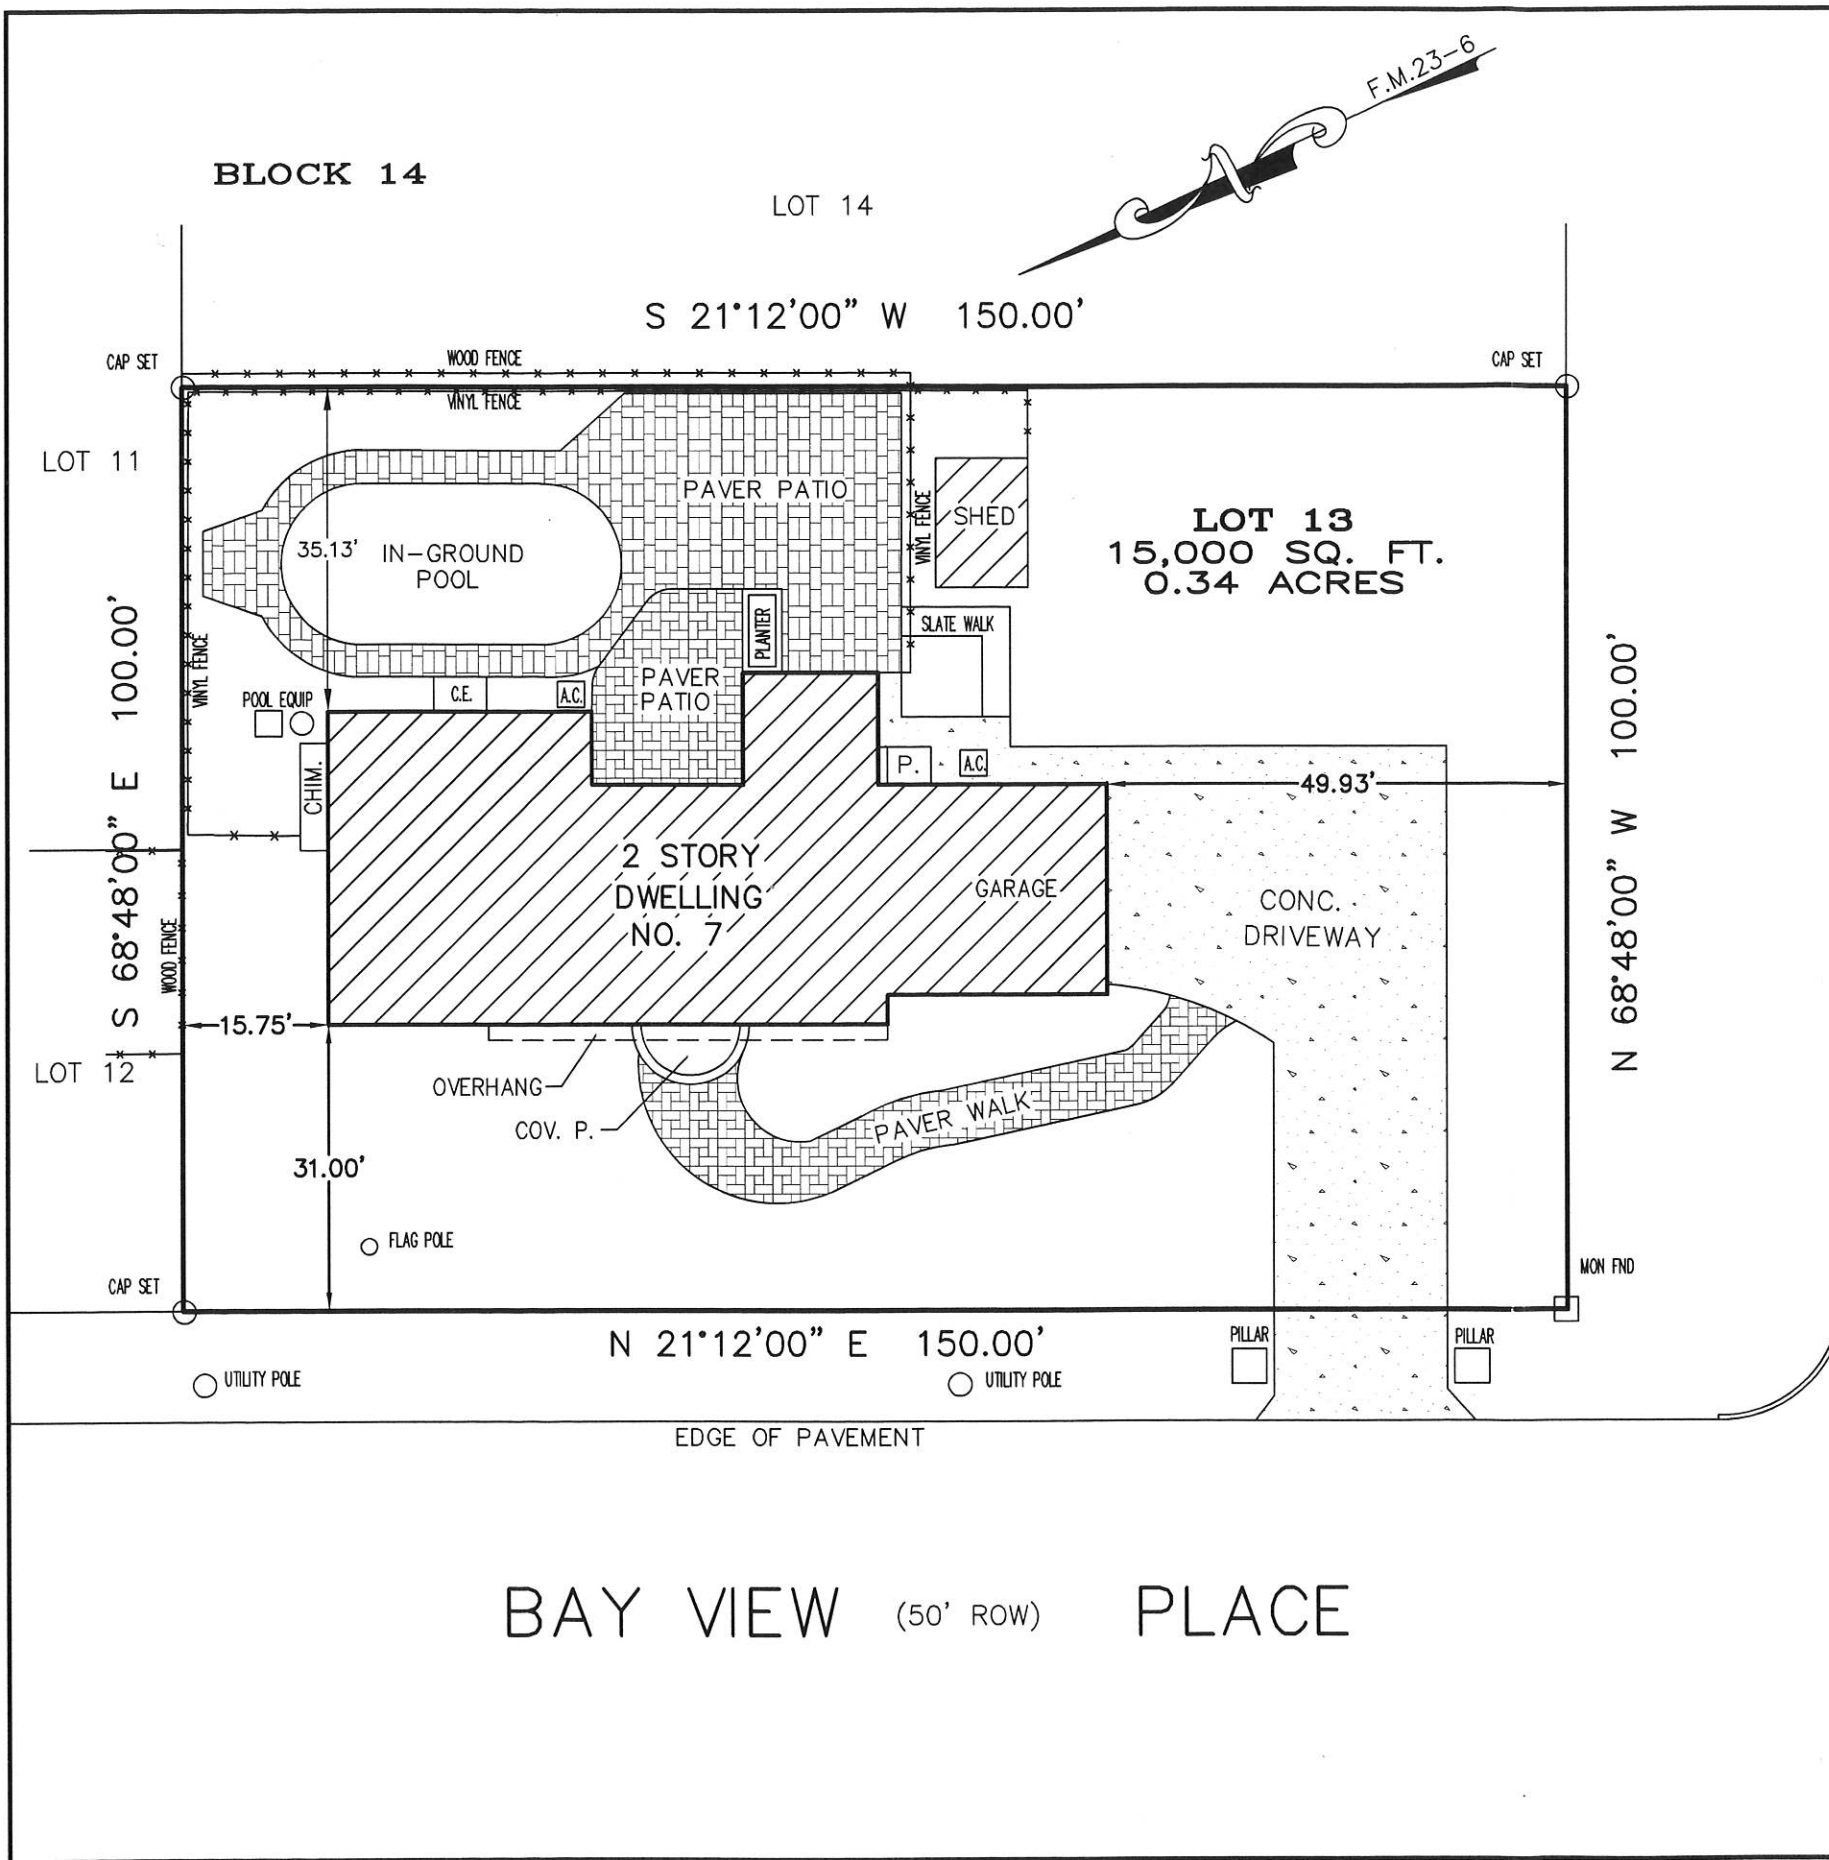 F.M.23-6
N
BLOCK 14
LOT 14
S 21°12'00" W 150.00'
CAP SET
WOOD FENCE
CAP SET
VINYL FENCE
LOT 11
PAVER PATIO
VINYL FENCE
SHED
LOT 13
15,000 SQ. FT.
0.34 ACRES
35.13'
IN-GROUND
POOL
PLANTER
SLATE WALK
S 68°48'00" E 100.00'
VINYL FENCE
POOL EQUIP
C.E.
A.C.
PAVER
PATIO
N 68°48'00" W 100.00'
CHIM.
P.
A.C.
49.93'
2 STORY
DWELLING
NO. 7
GARAGE
CONC.
DRIVEWAY
WOOD FENCE
15.75'
LOT 12
OVERHANG
COV. P.
PAVER WALK
31.00'
FLAG POLE
CAP SET
MON FND
N 21°12'00" E 150.00'
PILLAR
PILLAR
UTILITY POLE
UTILITY POLE
EDGE OF PAVEMENT
BAY VIEW (50' ROW) PLACE